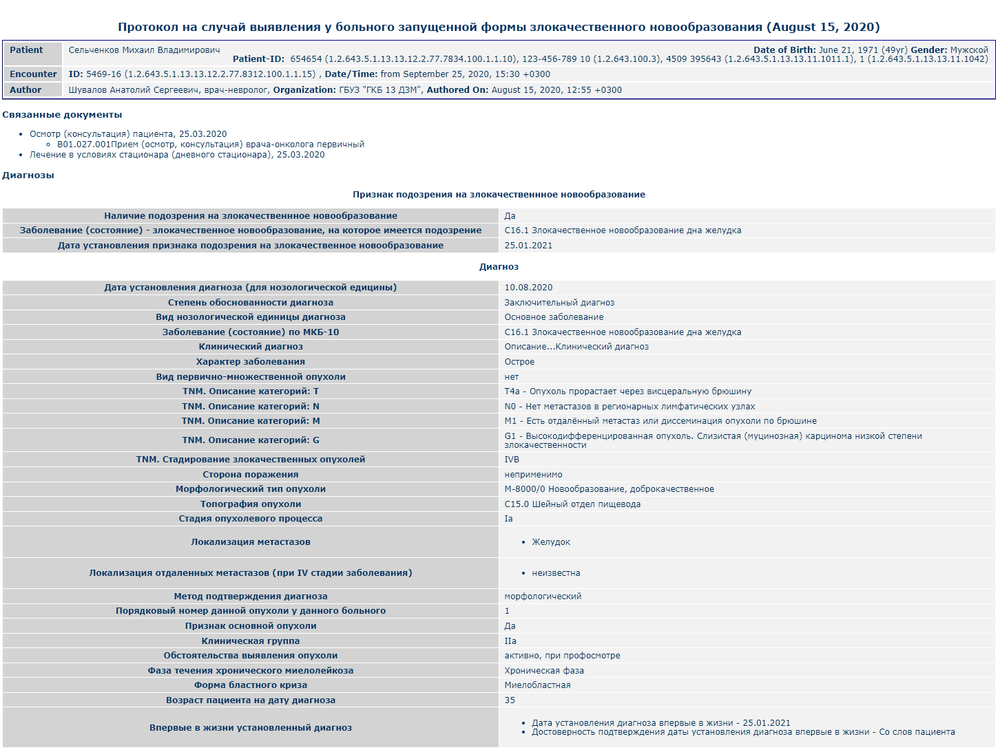 Протокол на случай выявления у больного запущенной формы злокачественного новообразования (August 15, 2020)
Patient Сельченков Михаил Владимирович Date of Birth: June 21, 1971 (49yr) Gender: Мужской
Patient-ID: 654654 (1.2.643.5.1.13.13.12.2.77.7834.100.1.1.10), 123-456-789 10 (1.2.643.100.3), 4509 395643 (1.2.643.5.1.13.13.11.1011.1), 1 (1.2.643.5.1.13.13.11.1042)
Encounter ID: 5469-16 (1.2.643.5.1.13.13.12.2.77.8312.100.1.1.15) , Date/Time: from September 25, 2020, 15:30 +0300
Author Шувалов Анатолий Сергеевич, врач-невролог, Organization: ГБУЗ "ГКБ 13 ДЗМ", Authored On: August 15, 2020, 12:55 +0300
Связанные документы
• Осмотр (консультация) пациента, 25.03.2020
◦ B01.027.001Прием (осмотр, консультация) врача-онколога первичный
• Лечение в условиях стационара (дневного стационара), 25.03.2020
Диагнозы
Признак подозрения на злокачественнное новообразование
Наличие подозрения на злокачественнное новообразование Да
Заболевание (состояние) - злокачественное новообразование, на которое имеется подозрение C16.1 Злокачественное новообразование дна желудка
Дата установления признака подозрения на злокачественное новообразование 25.01.2021
Диагноз
Дата установления диагноза (для нозологической едицины) 10.08.2020
Степень обоснованности диагноза Заключительный диагноз
Вид нозологической единицы диагноза Основное заболевание
Заболевание (состояние) по МКБ-10 C16.1 Злокачественное новообразование дна желудка
Клинический диагноз Описание...Клинический диагноз
Характер заболевания Острое
Вид первично-множественной опухоли нет
TNM. Описание категорий: T T4a - Опухоль прорастает через висцеральную брюшину
TNM. Описание категорий: N N0 - Нет метастазов в регионарных лимфатических узлах
TNM. Описание категорий: M M1 - Есть отдалённый метастаз или диссеминация опухоли по брюшине
TNM. Описание категорий: G G1 - Высокодифференцированная опухоль. Слизистая (муцинозная) карцинома низкой степени
злокачественности
TNM. Стадирование злокачественных опухолей IVB
Сторона поражения неприменимо
Морфологический тип опухоли M-8000/0 Новообразование, доброкачественное
Топография опухоли C15.0 Шейный отдел пищевода
Стадия опухолевого процесса Ia
Локализация метастазов • Желудок
Локализация отдаленных метастазов (при IV стадии заболевания) • неизвестна
Метод подтверждения диагноза морфологический
Порядковый номер данной опухоли у данного больного 1
Признак основной опухоли Да
Клиническая группа IIa
Обстоятельства выявления опухоли активно, при профосмотре
Фаза течения хронического миелолейкоза Хроническая фаза
Форма бластного криза Миелобластная
Возраст пациента на дату диагноза 35
Впервые в жизни установленный диагноз • Дата установления диагноза впервые в жизни - 25.01.2021
• Достоверность подтверждения даты установления диагноза впервые в жизни - Со слов пациента